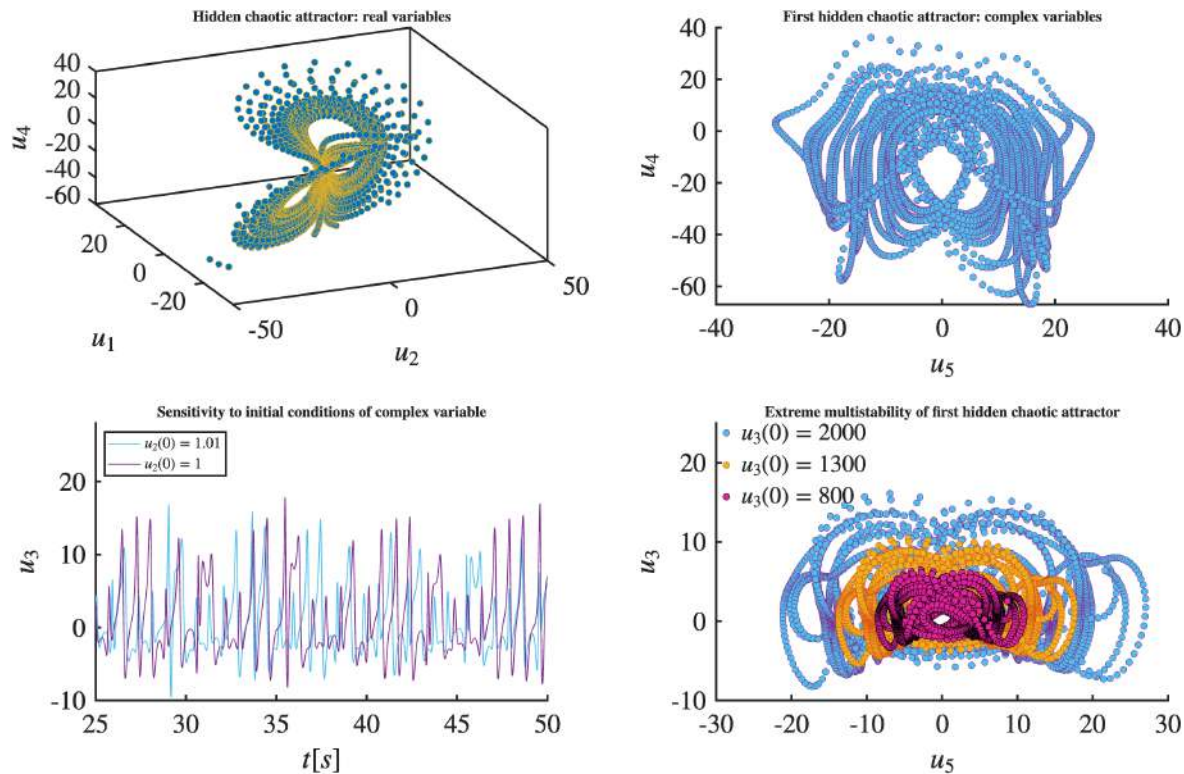 Hidden chaotic attractor: real variables
40
20
0
-20
-40
-60
u₄
20
0
-20
u₁
-50
0
50
u₂
First hidden chaotic attractor: complex variables
40
20
0
-20
-40
-60
u₄
-40
-20
0
20
40
u₅
Sensitivity to initial conditions of complex variable
u₂(0) = 1.01
u₂(0) = 1
20
10
0
-10
u₃
25
30
35
40
45
50
t[s]
Extreme multistability of first hidden chaotic attractor
u₃(0) = 2000
u₃(0) = 1300
u₃(0) = 800
20
10
0
-10
u₃
-30
-20
-10
0
10
20
30
u₅